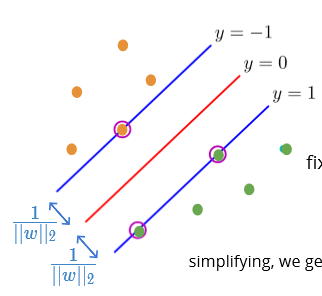 y = −1
y = 0
y = 1
fix
1
||w||₂
1
||w||₂
simplifying, we ge